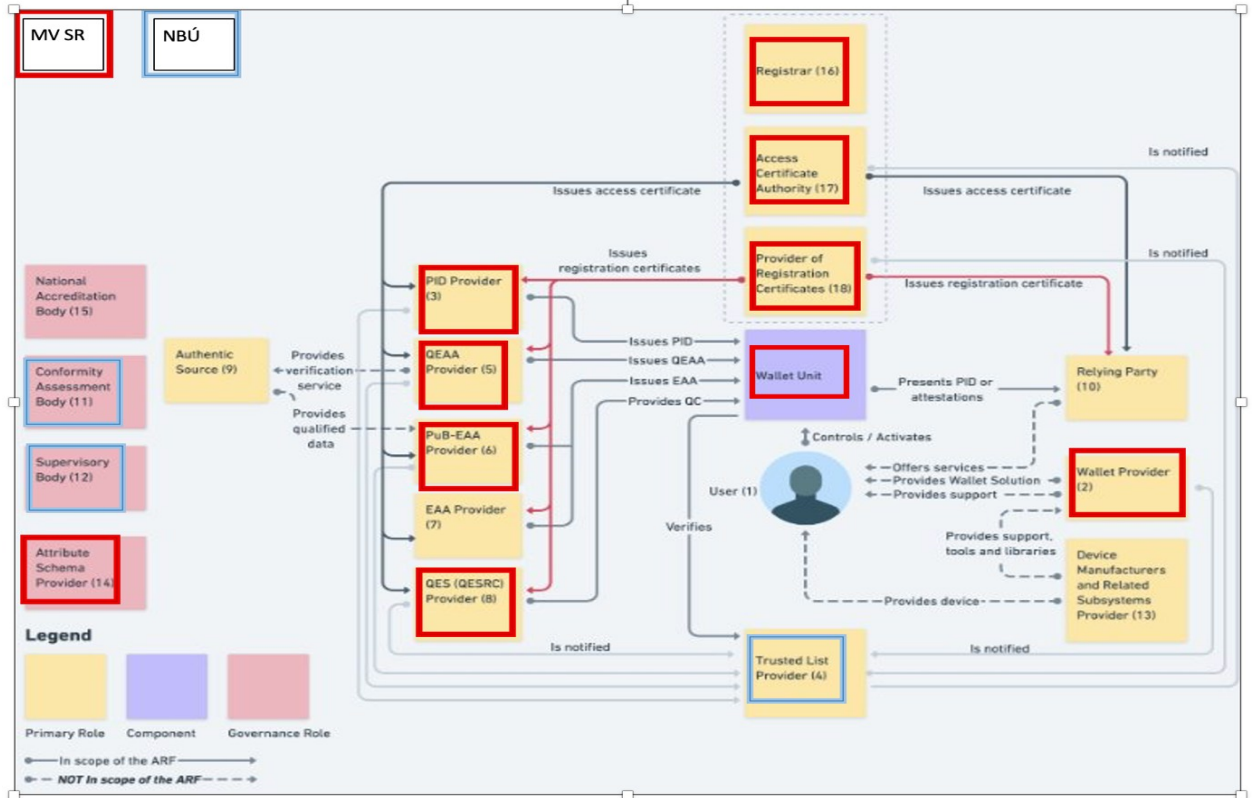 MV SR
NBÚ
Registrar (16)
Access
Certificate
Authority (17)
Is notified
Issues access certificate
Issues access certificate
Provider of
Registration
Certificates (18)
Issues
registration certificates
Is notified
Issues registration certificate
National
Accreditation
Body (15)
PID Provider
(3)
Authentic
Source (9)
Provides
verification
service
QEAA
Provider (5)
Issues PID
Issues QEAA
Issues EAA
Provides QC
Wallet Unit
Presents PID or
attestations
Relying Party
(10)
Conformity
Assessment
Body (11)
Provides
qualified
data
PuB-EAA
Provider (6)
Controls / Activates
Supervisory
Body (12)
User (1)
Offers services
Provides Wallet Solution
Provides support
Wallet Provider
(2)
EAA Provider
(7)
Verifies
Provides support,
tools and libraries
Attribute
Schema
Provider (14)
QES (QESRC)
Provider (8)
Device
Manufacturers
and Related
Subsystems
Provider (13)
Provides device
Is notified
Is notified
Trusted List
Provider (4)
Legend
Primary Role
Component
Governance Role
In scope of the ARF
NOT In scope of the ARF